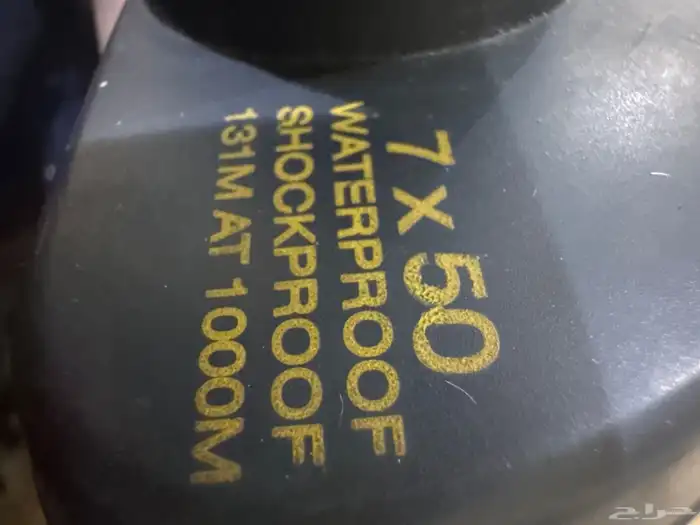 7 x 50
WATERPROOF
SHOCKPROOF
131M AT 1000M
حراج